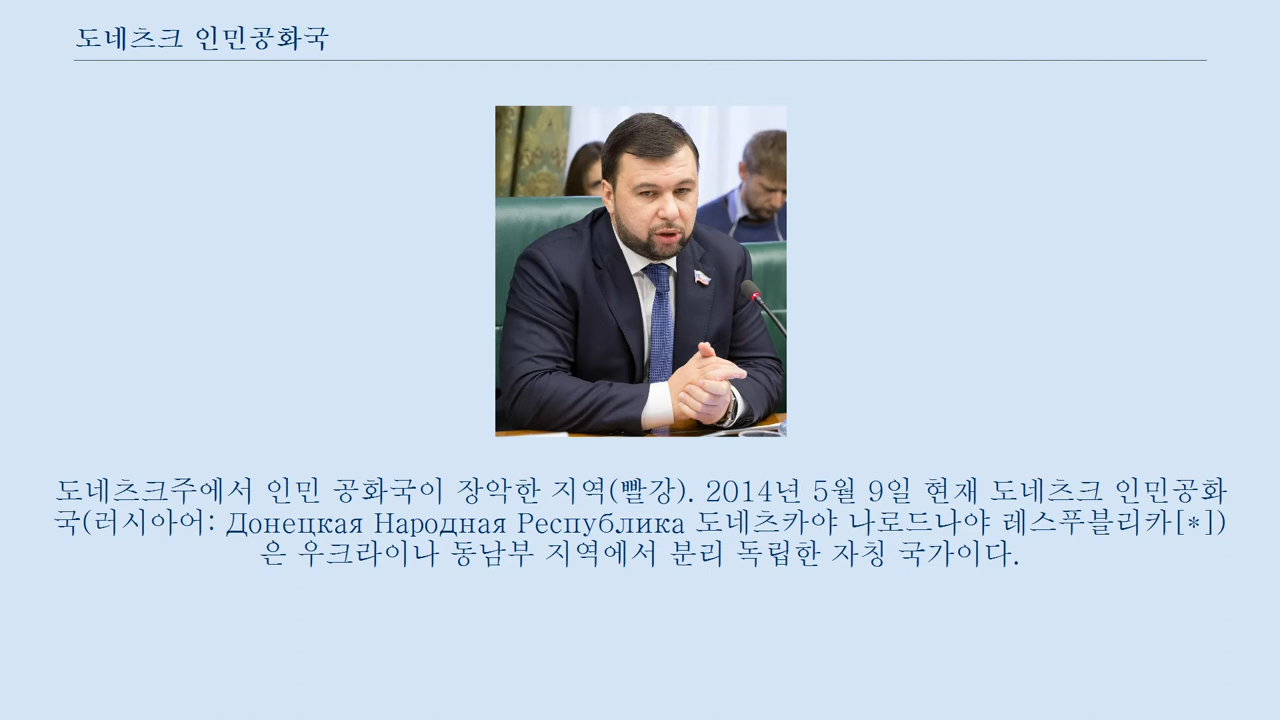 도네츠크 인민공화국
도네츠크주에서 인민 공화국이 장악한 지역(빨강). 2014년 5월 9일 현재 도네츠크 인민공화
국(러시아어: Донецкая Народная Республика 도네츠카야 나로드나야 레스푸블리카[*])
은 우크라이나 동남부 지역에서 분리 독립한 자칭 국가이다.